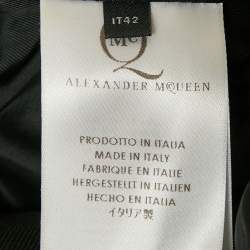 IT42
McQ
ALEXANDER McQUEEN
PRODOTTO IN ITALIA
MADE IN ITALY
FABRIQUE EN ITALIE
HERGESTELLT IN ITALIEN
HECHO EN ITALIA
イタリア製